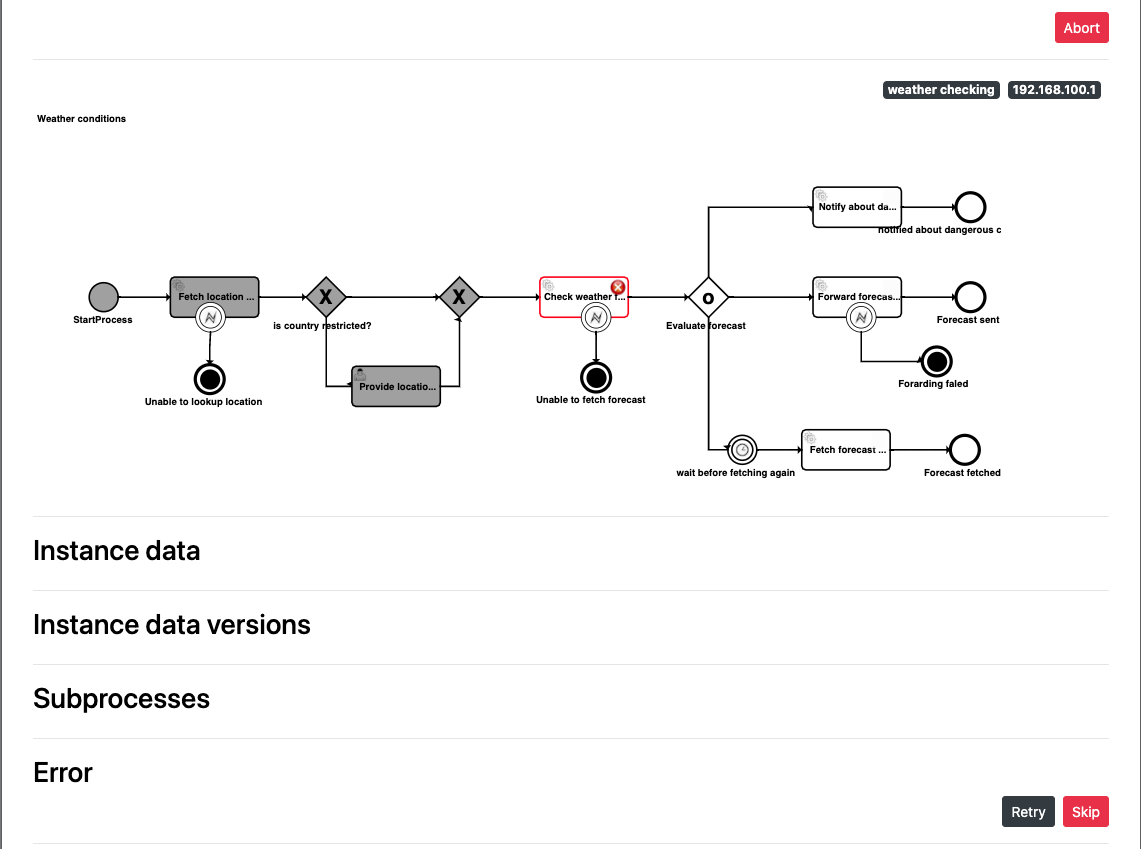 Abort
weather checking 192.168.100.1
Weather conditions
Notify about da...
notified about dangerous c
StartProcess
Fetch location ...
Unable to lookup location
X
is country restricted?
Provide locatio...
X
Check weather f...
Unable to fetch forecast
O
Evaluate forecast
Forward forecas...
Forecast sent
Forarding faled
wait before fetching again
Fetch forecast ...
Forecast fetched
Instance data
Instance data versions
Subprocesses
Error
Retry Skip